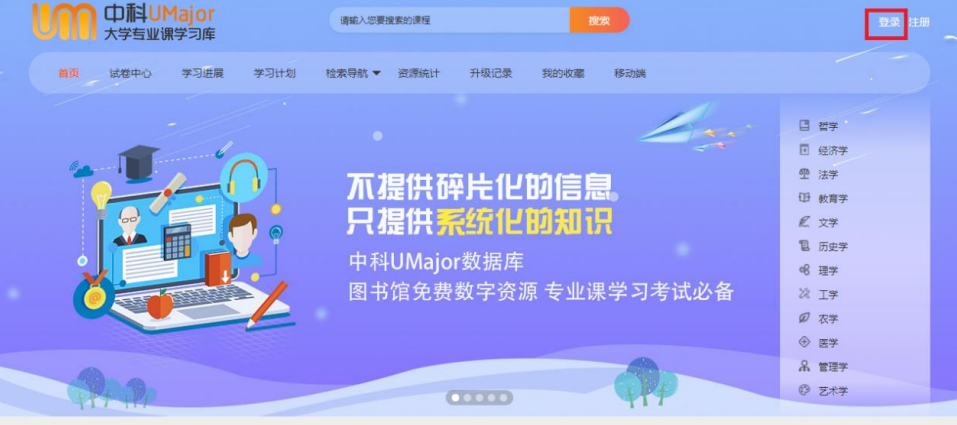 中科UMajor
大学专业课学习库
请输入您要搜索的课程
搜索
登录 注册
首页 试卷中心 学习进展 学习计划 检索导航 资源统计 升级记录 我的收藏 移动端
不提供碎片化的信息
只提供系统化的知识
中科UMajor数据库
图书馆免费数字资源 专业课学习考试必备
哲学
经济学
法学
教育学
文学
历史学
理学
工学
农学
医学
管理学
艺术学